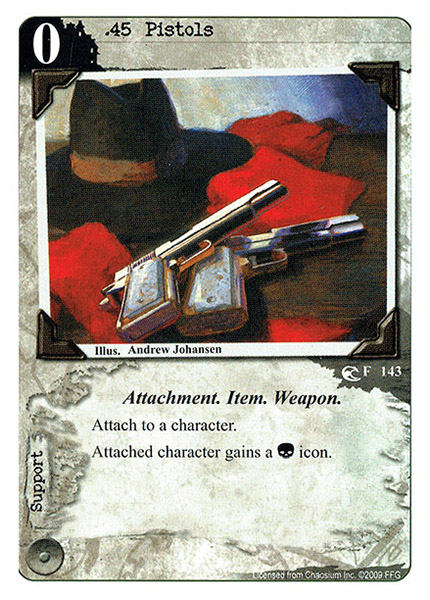 0
.45 Pistols
Illus. Andrew Johansen
F 143
Attachment. Item. Weapon.
Attach to a character.
Attached character gains a icon.
Support
Licensed from Chaosium Inc. ©2009 FFG